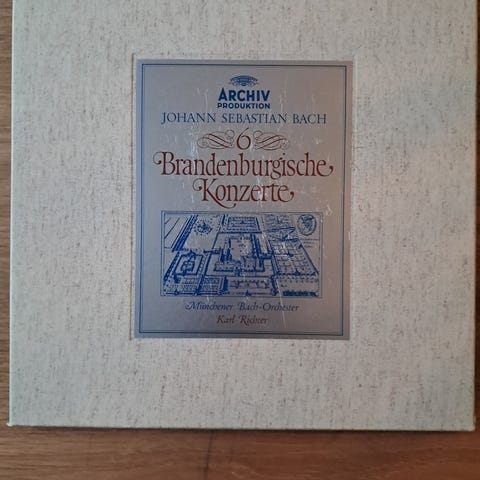 ARCHIV
PRODUKTION
JOHANN SEBASTIAN BACH
6
Brandenburgische
Konzerte
Münchener Bach-Orchester
Karl Richter